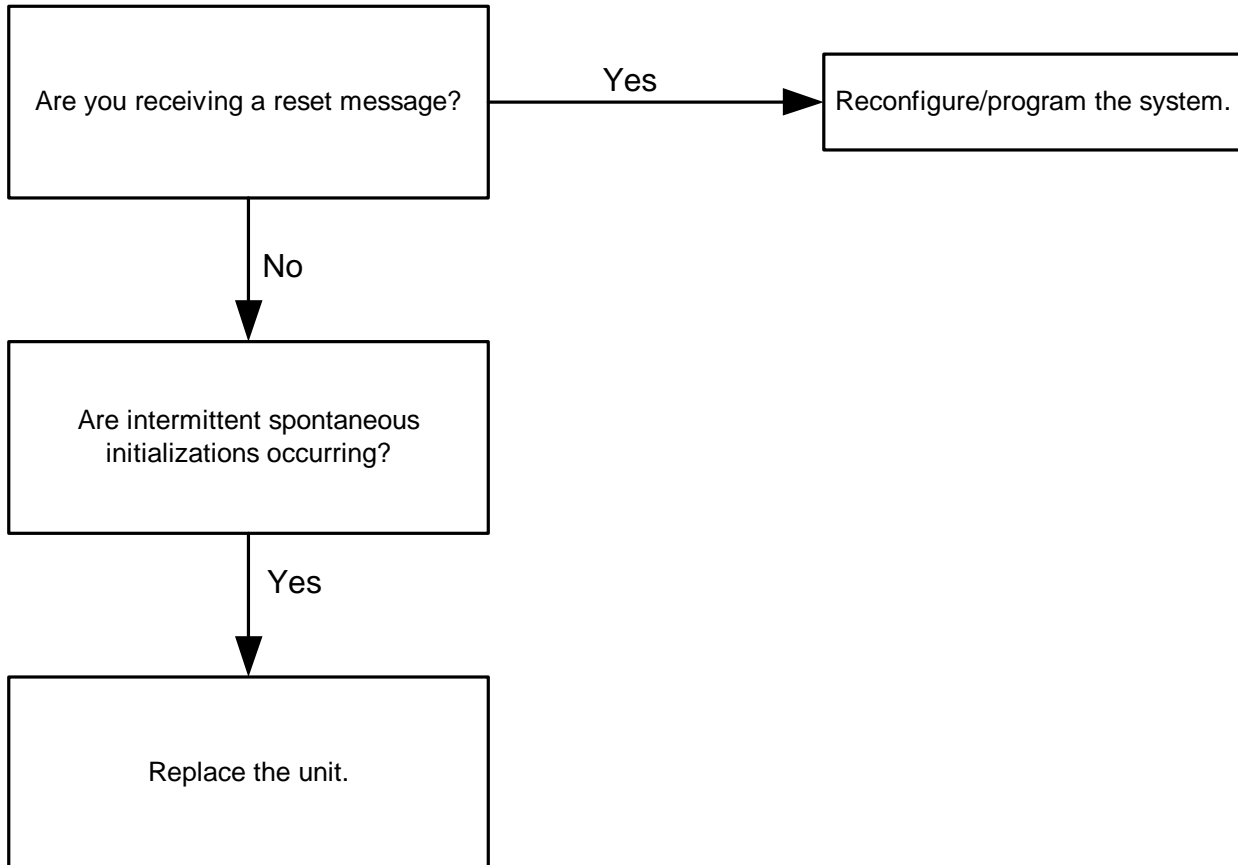 Are you receiving a reset message?
Yes
Reconfigure/program the system.
No
Are intermittent spontaneous
initializations occurring?
Yes
Replace the unit.